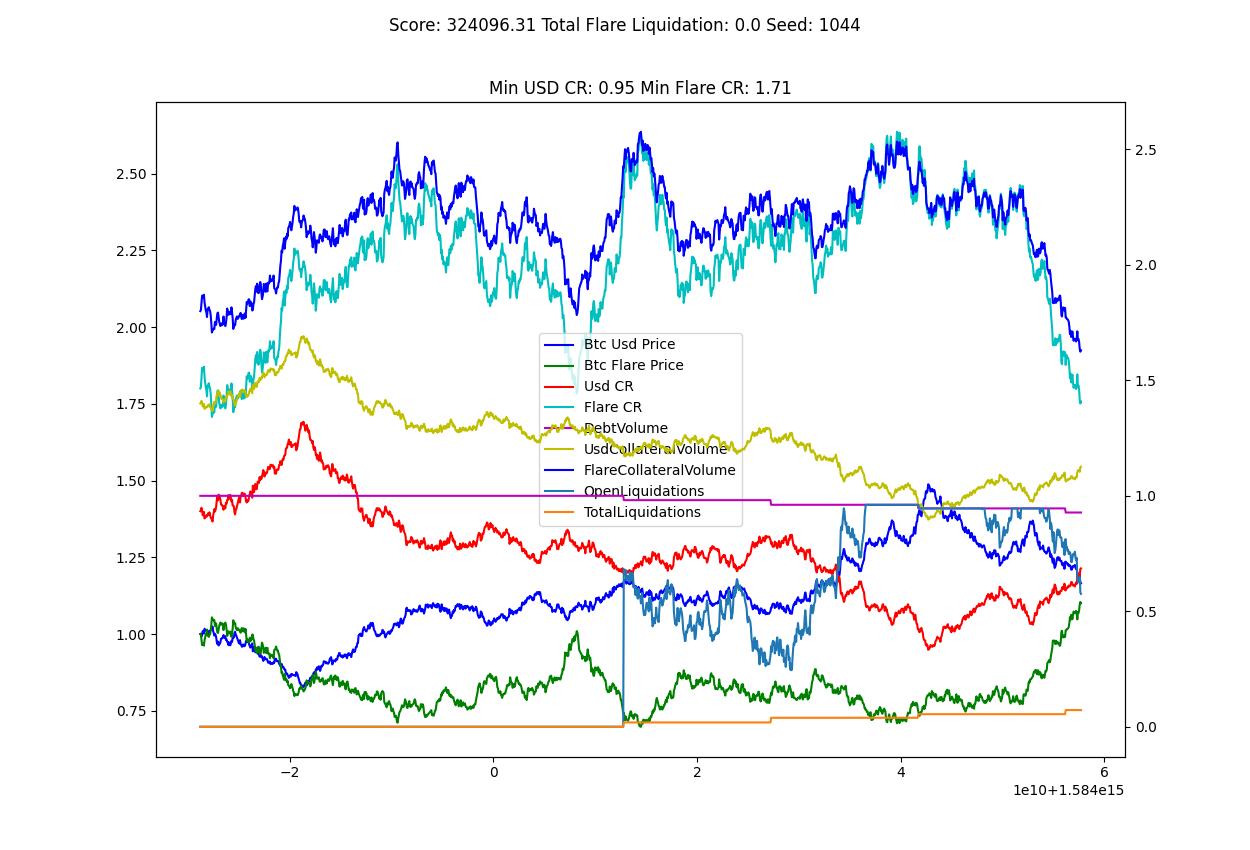 Score: 324096.31 Total Flare Liquidation: 0.0 Seed: 1044
Min USD CR: 0.95 Min Flare CR: 1.71
2.50
2.25
2.00
1.75
1.50
1.25
1.00
0.75
2.5
2.0
1.5
1.0
0.5
0.0
Btc Usd Price
Btc Flare Price
Usd CR
Flare CR
DebtVolume
UsdCollateralVolume
FlareCollateralVolume
OpenLiquidations
TotalLiquidations
−2 0 2 4 6
1e10+1.584e15